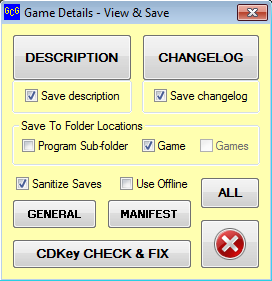 GcG Game Details - View & Save
DESCRIPTION CHANGELOG
Save description Save changelog
Save To Folder Locations
Program Sub-folder Game Games
Sanitize Saves Use Offline
ALL
GENERAL MANIFEST
CDKey CHECK & FIX